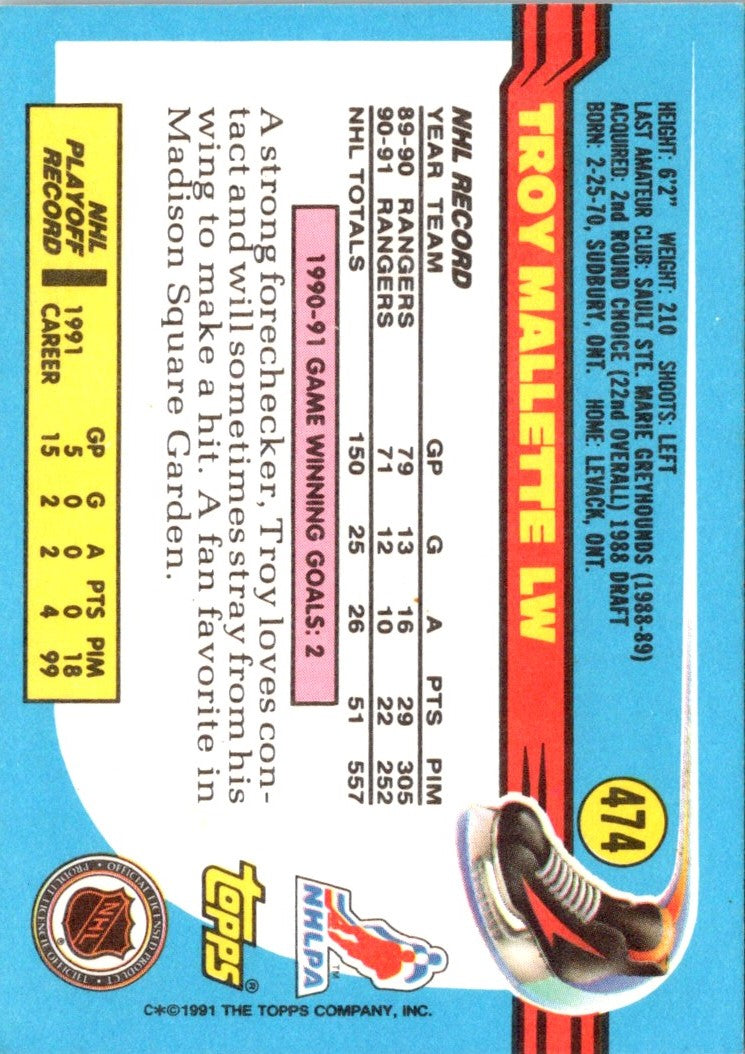 474
HEIGHT: 6'2" WEIGHT: 210 SHOOTS: LEFT
LAST AMATEUR CLUB: SAULT STE. MARIE GREYHOUNDS (1988-89)
ACQUIRED: 2nd ROUND CHOICE (22nd OVERALL) 1988 DRAFT
BORN: 2-25-70, SUDBURY, ONT. HOME: LEVACK, ONT.
TROY MALLETTE LW
NHL RECORD
YEAR TEAM GP G A PTS PIM
89-90 RANGERS 79 13 16 29 305
90-91 RANGERS 71 12 10 22 252
NHL TOTALS 150 25 26 51 557
1990-91 GAME WINNING GOALS: 2
A strong forechecker, Troy loves con-
tact and will sometimes stray from his
wing to make a hit. A fan favorite in
Madison Square Garden.
NHL PLAYOFF RECORD
GP G A PTS PIM
1991 5 0 0 0 18
CAREER 15 2 2 4 99
NHLPA™
topps®
NHL ®
OFFICIAL LICENSED PRODUCT •
C✻©1991 THE TOPPS COMPANY, INC.